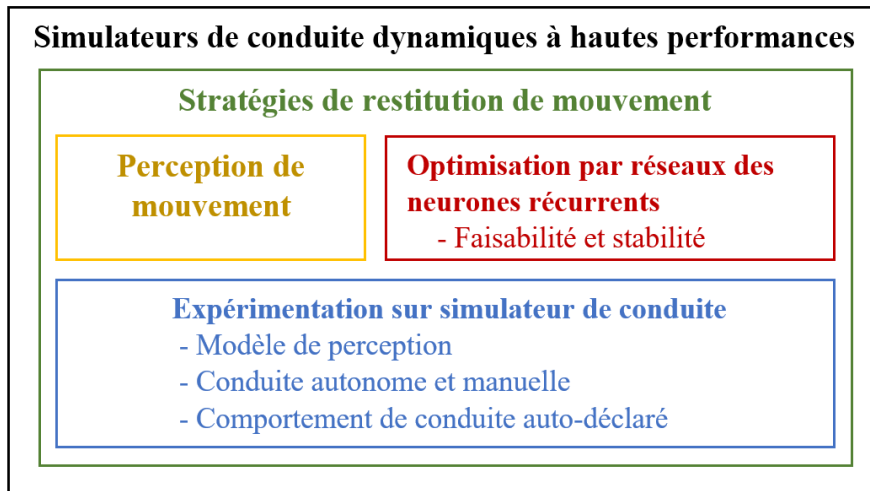 Simulateurs de conduite dynamiques à hautes performances
Stratégies de restitution de mouvement
Perception de
mouvement
Optimisation par réseaux des
neurones récurrents
- Faisabilité et stabilité
Expérimentation sur simulateur de conduite
- Modèle de perception
- Conduite autonome et manuelle
- Comportement de conduite auto-déclaré